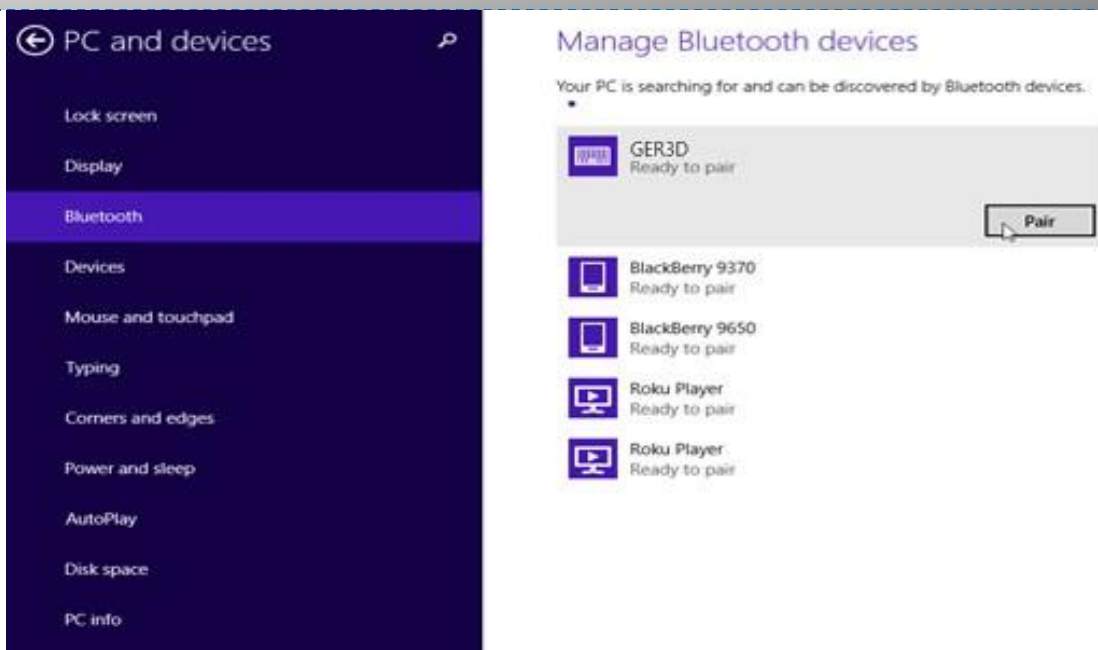 PC and devices
Lock screen
Display
Bluetooth
Devices
Mouse and touchpad
Typing
Corners and edges
Power and sleep
AutoPlay
Disk space
PC info
Manage Bluetooth devices
Your PC is searching for and can be discovered by Bluetooth devices.
GER3D
Ready to pair
Pair
BlackBerry 9370
Ready to pair
BlackBerry 9650
Ready to pair
Roku Player
Ready to pair
Roku Player
Ready to pair